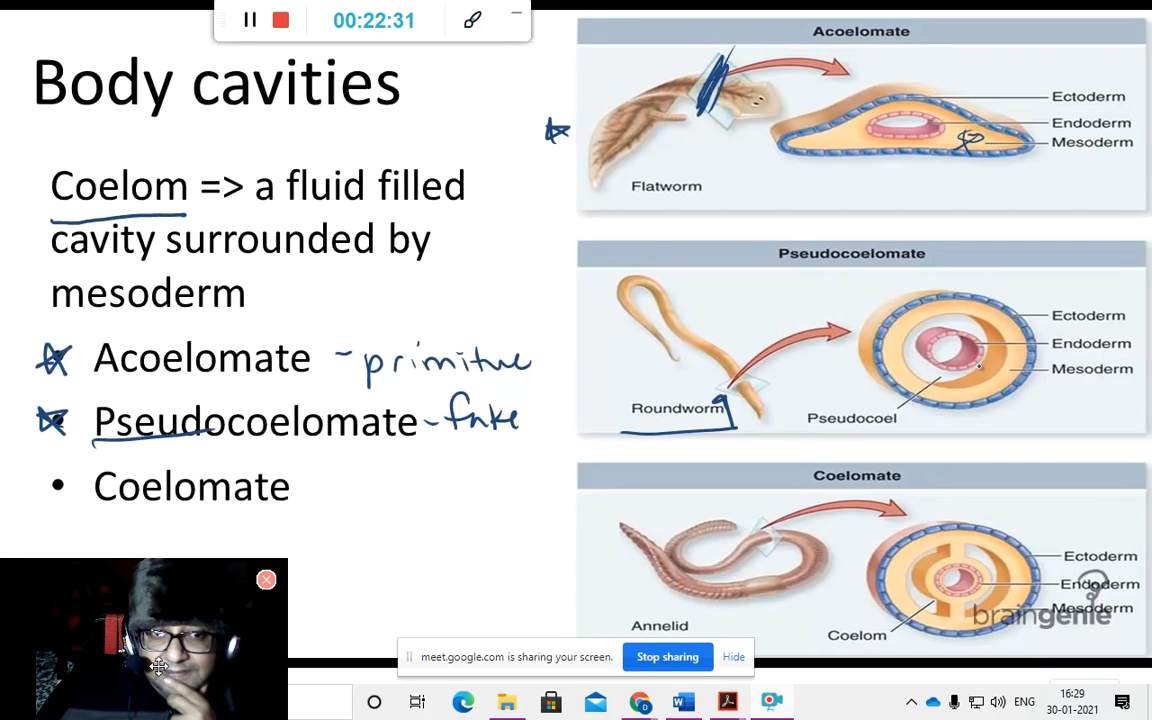 00:22:31
Body cavities
Coelom => a fluid filled
cavity surrounded by
mesoderm
Acoelomate - primitive
Pseudocoelomate - fake
• Coelomate
Acoelomate
Ectoderm
Endoderm
Mesoderm
Flatworm
Pseudocoelomate
Ectoderm
Endoderm
Mesoderm
Roundworm
Pseudocoel
Coelomate
Ectoderm
Endoderm
Mesoderm
braingenie
Annelid
Coelom
meet.google.com is sharing your screen. Stop sharing Hide
ENG
16:29
30-01-2021